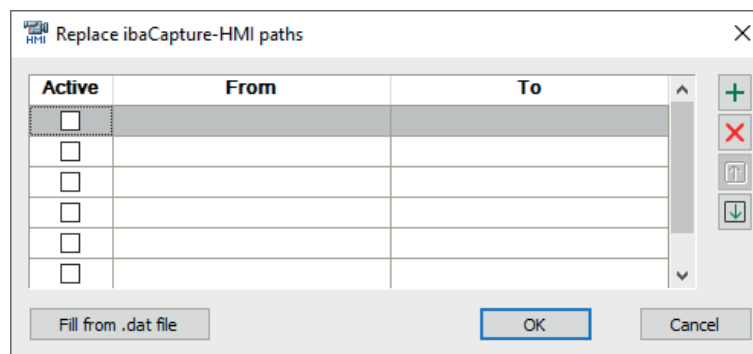 HMI
Replace ibaCapture-HMI paths
Active From To
Fill from .dat file OK Cancel